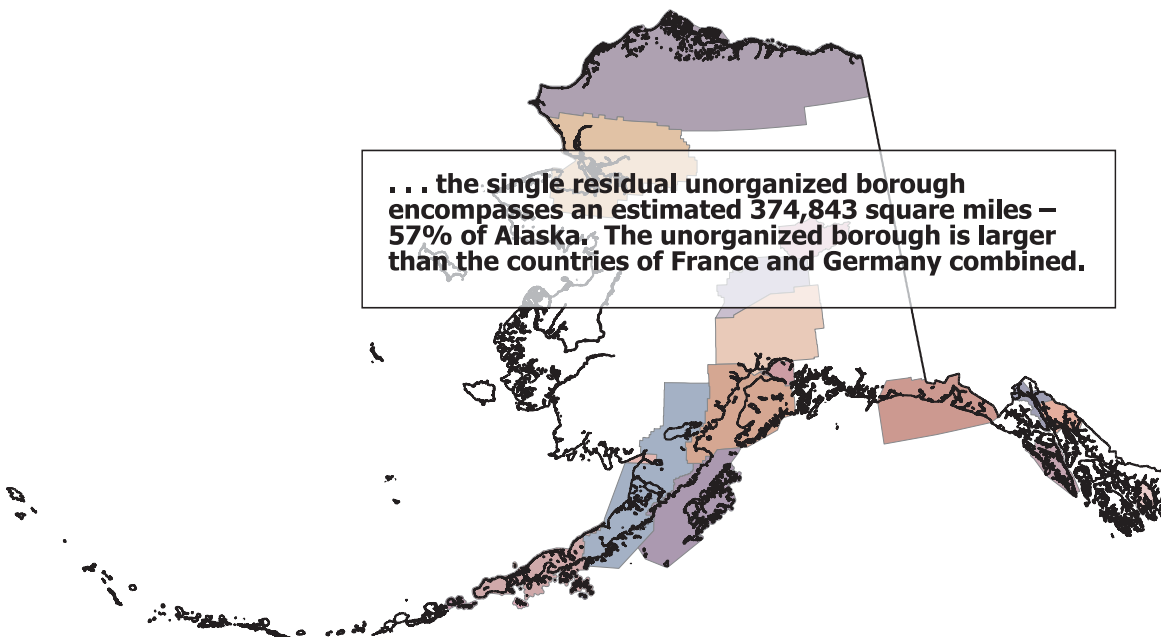 . . . the single residual unorganized borough
encompasses an estimated 374,843 square miles –
57% of Alaska.  The unorganized borough is larger
than the countries of France and Germany combined.